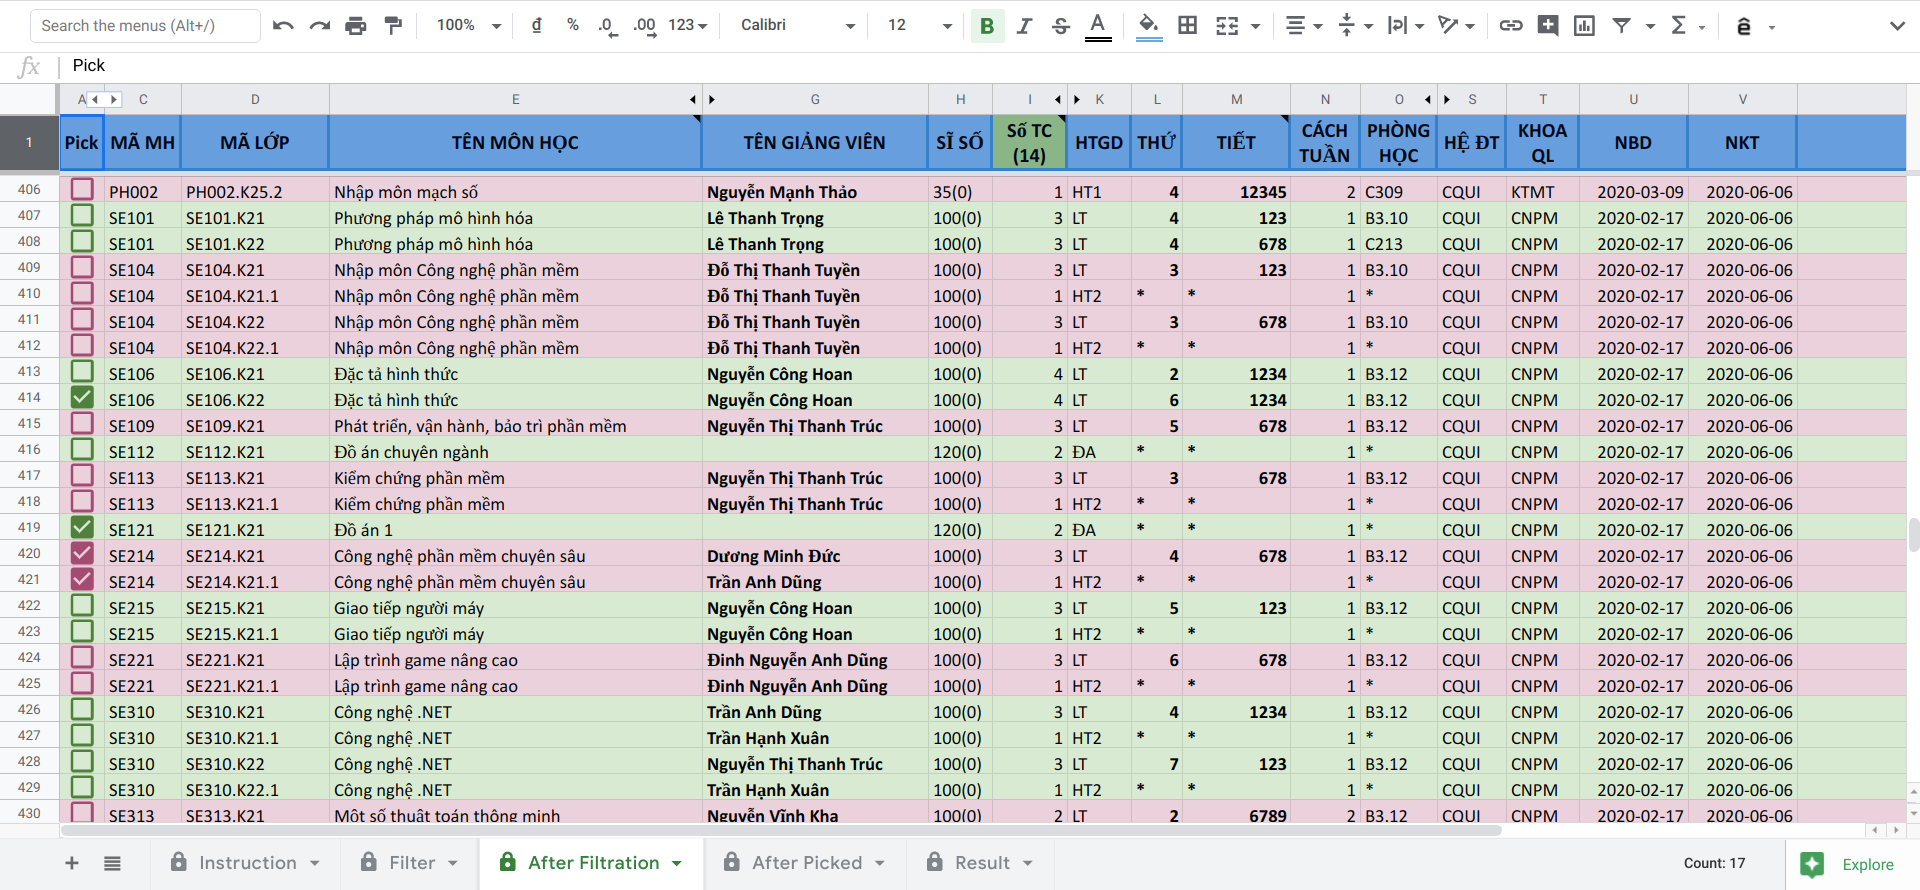 Search the menus (Alt+/) 100% đ % .0 .00 123 Calibri 12 B I S A Σ ê
fx Pick
A C D E G H I K L M N O S T U V
1 Pick MÃ MH MÃ LỚP TÊN MÔN HỌC TÊN GIẢNG VIÊN SĨ SỐ Số TC (14) HTGD THỨ TIẾT CÁCH TUẦN PHÒNG HỌC HỆ ĐT KHOA QL NBD NKT
406 PH002 PH002.K25.2 Nhập môn mạch số Nguyễn Mạnh Thảo 35(0) 1 HT1 4 12345 2 C309 CQUI KTMT 2020-03-09 2020-06-06
407 SE101 SE101.K21 Phương pháp mô hình hóa Lê Thanh Trọng 100(0) 3 LT 4 123 1 B3.10 CQUI CNPM 2020-02-17 2020-06-06
408 SE101 SE101.K22 Phương pháp mô hình hóa Lê Thanh Trọng 100(0) 3 LT 4 678 1 C213 CQUI CNPM 2020-02-17 2020-06-06
409 SE104 SE104.K21 Nhập môn Công nghệ phần mềm Đỗ Thị Thanh Tuyền 100(0) 3 LT 3 123 1 B3.10 CQUI CNPM 2020-02-17 2020-06-06
410 SE104 SE104.K21.1 Nhập môn Công nghệ phần mềm Đỗ Thị Thanh Tuyền 100(0) 1 HT2 * * 1 * CQUI CNPM 2020-02-17 2020-06-06
411 SE104 SE104.K22 Nhập môn Công nghệ phần mềm Đỗ Thị Thanh Tuyền 100(0) 3 LT 3 678 1 B3.10 CQUI CNPM 2020-02-17 2020-06-06
412 SE104 SE104.K22.1 Nhập môn Công nghệ phần mềm Đỗ Thị Thanh Tuyền 100(0) 1 HT2 * * 1 * CQUI CNPM 2020-02-17 2020-06-06
413 SE106 SE106.K21 Đặc tả hình thức Nguyễn Công Hoan 100(0) 4 LT 2 1234 1 B3.12 CQUI CNPM 2020-02-17 2020-06-06
414 SE106 SE106.K22 Đặc tả hình thức Nguyễn Công Hoan 100(0) 4 LT 6 1234 1 B3.12 CQUI CNPM 2020-02-17 2020-06-06
415 SE109 SE109.K21 Phát triển, vận hành, bảo trì phần mềm Nguyễn Thị Thanh Trúc 100(0) 3 LT 5 678 1 B3.12 CQUI CNPM 2020-02-17 2020-06-06
416 SE112 SE112.K21 Đồ án chuyên ngành 120(0) 2 ĐA * * 1 * CQUI CNPM 2020-02-17 2020-06-06
417 SE113 SE113.K21 Kiểm chứng phần mềm Nguyễn Thị Thanh Trúc 100(0) 3 LT 3 678 1 B3.12 CQUI CNPM 2020-02-17 2020-06-06
418 SE113 SE113.K21.1 Kiểm chứng phần mềm Nguyễn Thị Thanh Trúc 100(0) 1 HT2 * * 1 * CQUI CNPM 2020-02-17 2020-06-06
419 SE121 SE121.K21 Đồ án 1 120(0) 2 ĐA * * 1 * CQUI CNPM 2020-02-17 2020-06-06
420 SE214 SE214.K21 Công nghệ phần mềm chuyên sâu Dương Minh Đức 100(0) 3 LT 4 678 1 B3.12 CQUI CNPM 2020-02-17 2020-06-06
421 SE214 SE214.K21.1 Công nghệ phần mềm chuyên sâu Trần Anh Dũng 100(0) 1 HT2 * * 1 * CQUI CNPM 2020-02-17 2020-06-06
422 SE215 SE215.K21 Giao tiếp người máy Nguyễn Công Hoan 100(0) 3 LT 5 123 1 B3.12 CQUI CNPM 2020-02-17 2020-06-06
423 SE215 SE215.K21.1 Giao tiếp người máy Nguyễn Công Hoan 100(0) 1 HT2 * * 1 * CQUI CNPM 2020-02-17 2020-06-06
424 SE221 SE221.K21 Lập trình game nâng cao Đinh Nguyễn Anh Dũng 100(0) 3 LT 6 678 1 B3.12 CQUI CNPM 2020-02-17 2020-06-06
425 SE221 SE221.K21.1 Lập trình game nâng cao Đinh Nguyễn Anh Dũng 100(0) 1 HT2 * * 1 * CQUI CNPM 2020-02-17 2020-06-06
426 SE310 SE310.K21 Công nghệ .NET Trần Anh Dũng 100(0) 3 LT 4 1234 1 B3.12 CQUI CNPM 2020-02-17 2020-06-06
427 SE310 SE310.K21.1 Công nghệ .NET Trần Hạnh Xuân 100(0) 1 HT2 * * 1 * CQUI CNPM 2020-02-17 2020-06-06
428 SE310 SE310.K22 Công nghệ .NET Nguyễn Thị Thanh Trúc 100(0) 3 LT 7 123 1 B3.12 CQUI CNPM 2020-02-17 2020-06-06
429 SE310 SE310.K22.1 Công nghệ .NET Trần Hạnh Xuân 100(0) 1 HT2 * * 1 * CQUI CNPM 2020-02-17 2020-06-06
430 SE313 SE313.K21 Một số thuật toán thông minh Nguyễn Vĩnh Kha 100(0) 2 LT 2 6789 2 B3.12 CQUI CNPM 2020-02-17 2020-06-06
+ Instruction Filter After Filtration After Picked Result Count: 17 Explore